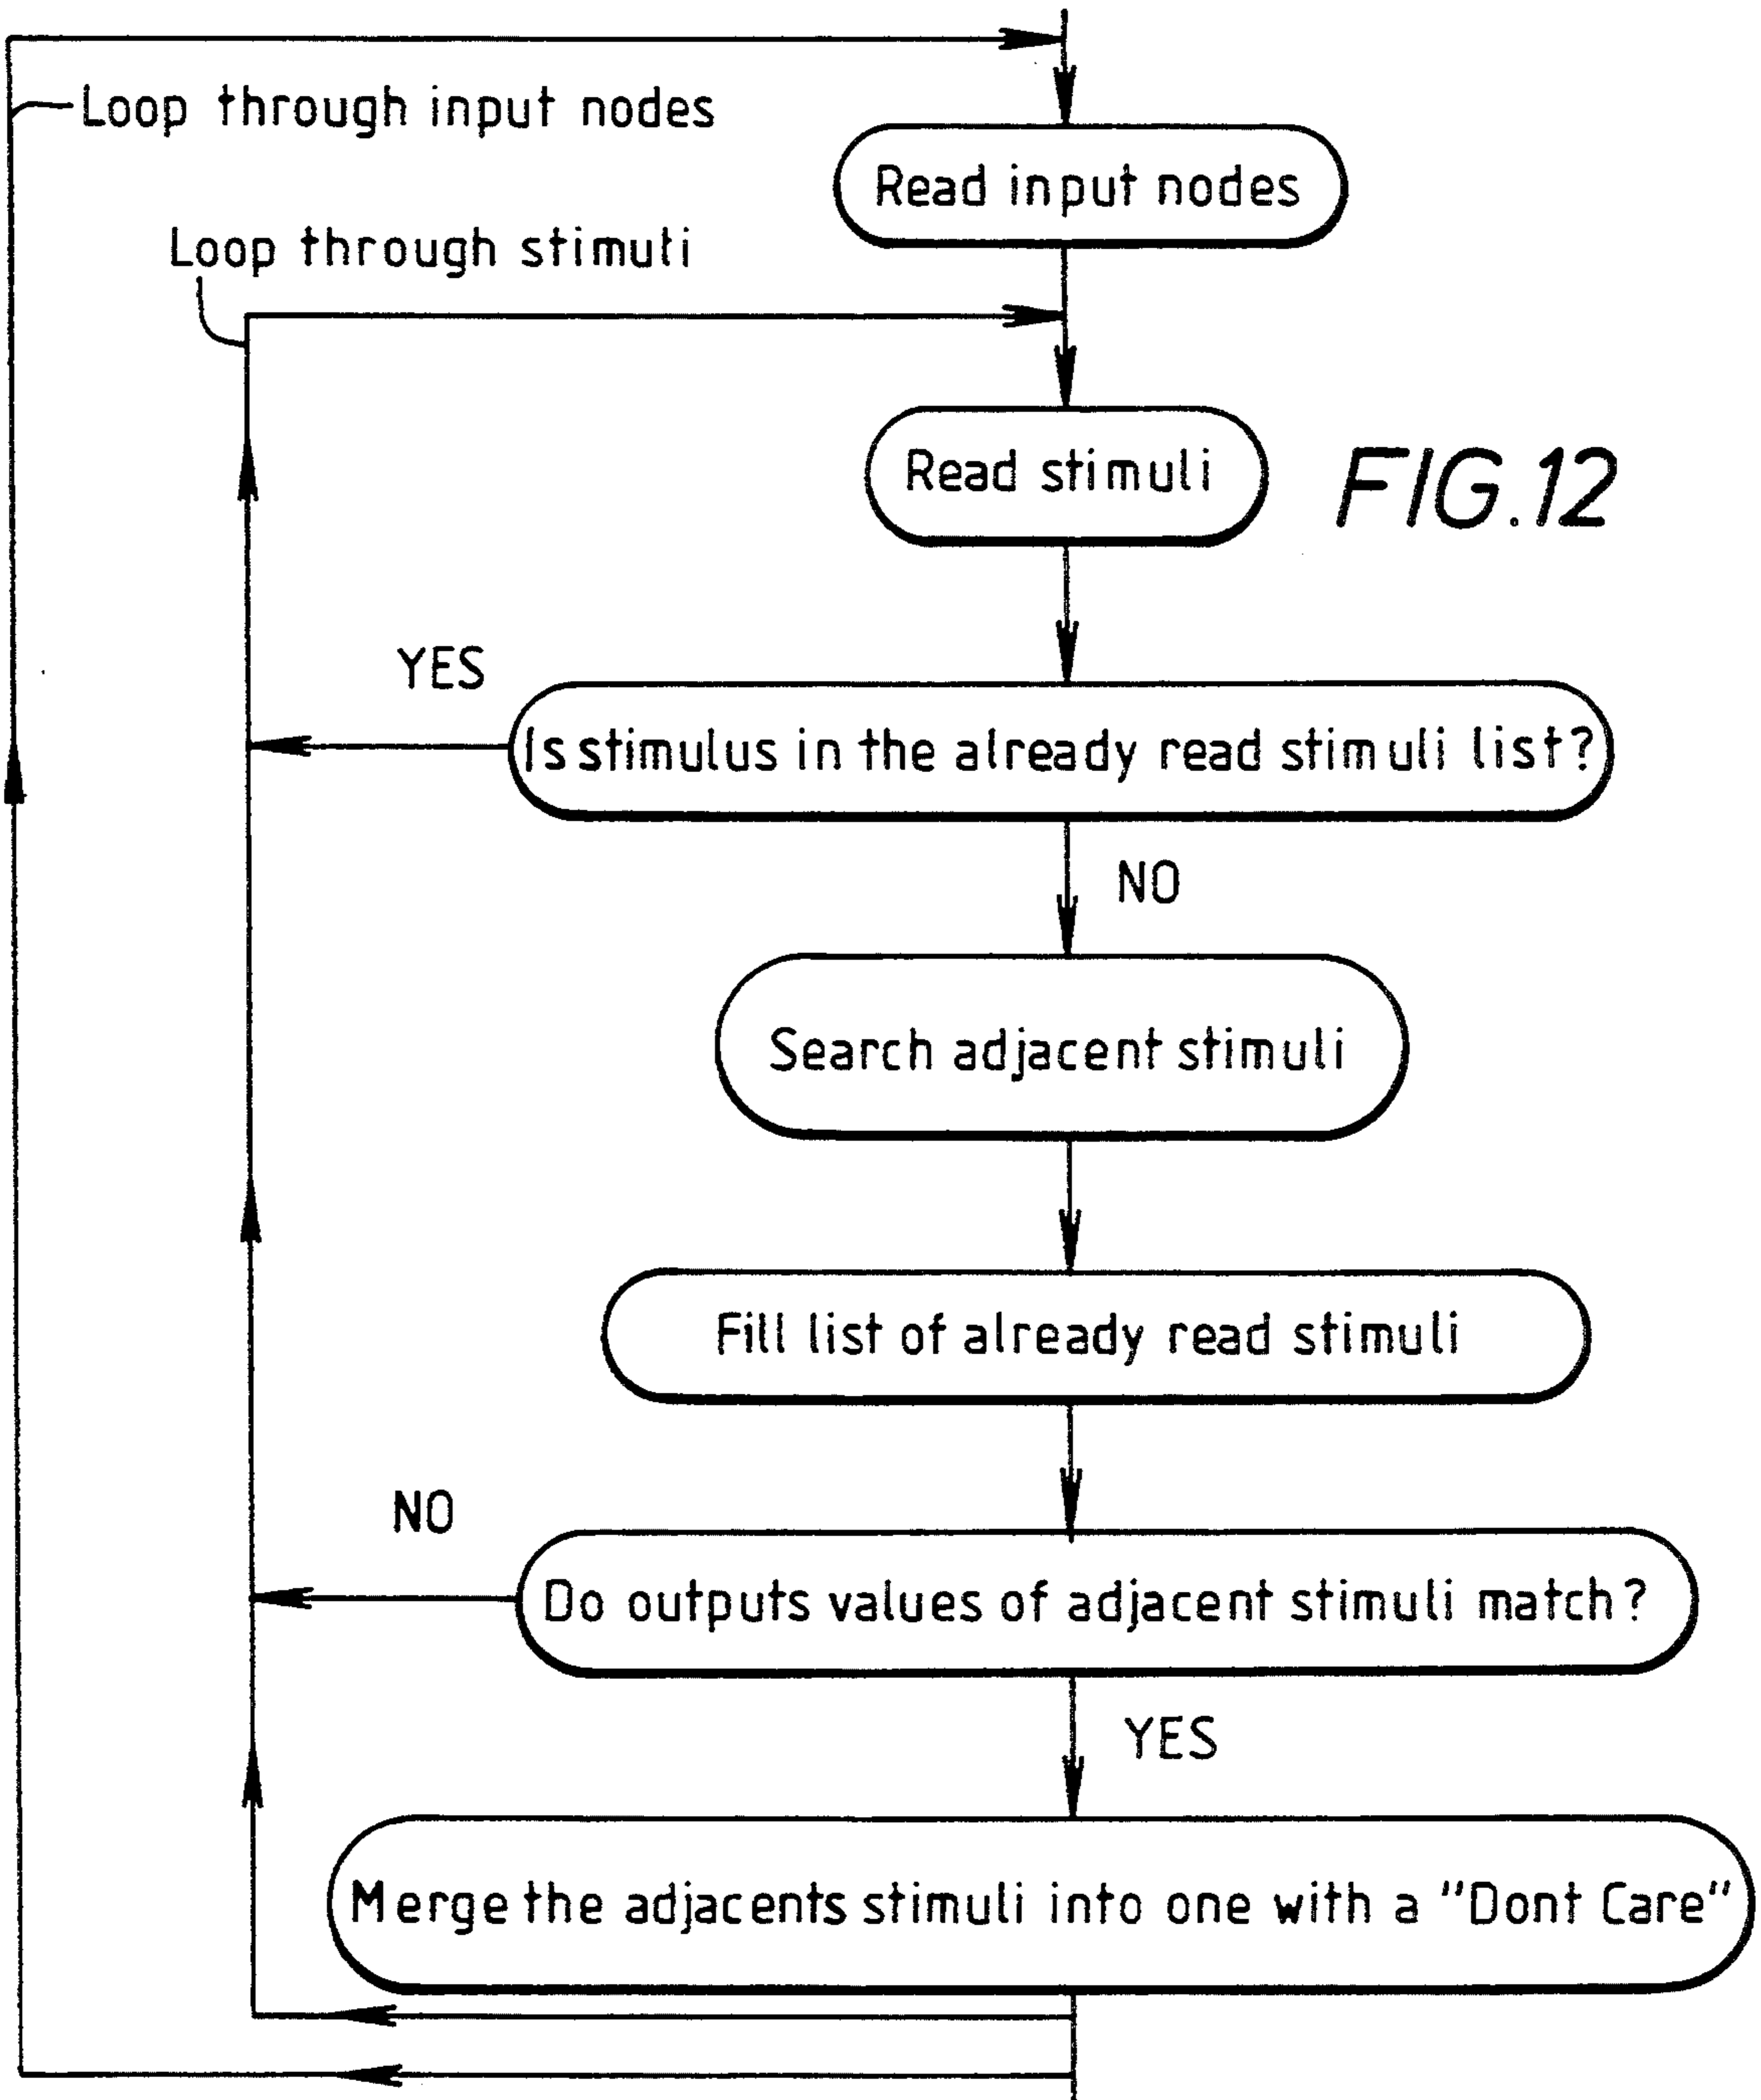 Loop through input nodes
Read input nodes
Loop through stimuli
Read stimuli
FIG.12
YES
Is stimulus in the already read stimuli list?
NO
Search adjacent stimuli
Fill list of already read stimuli
NO
Do outputs values of adjacent stimuli match?
YES
Merge the adjacents stimuli into one with a "Dont Care"